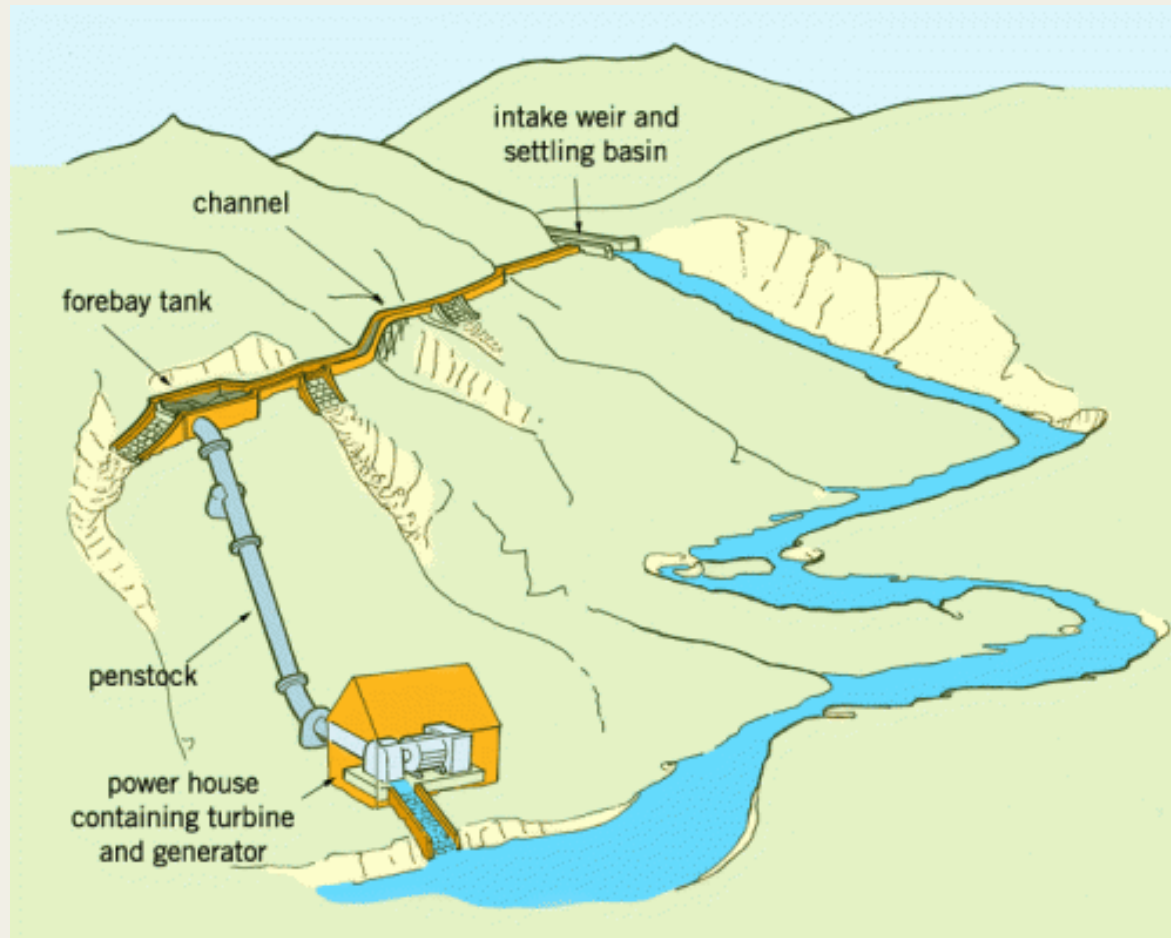 intake weir and
settling basin
channel
forebay tank
penstock
power house
containing turbine
and generator